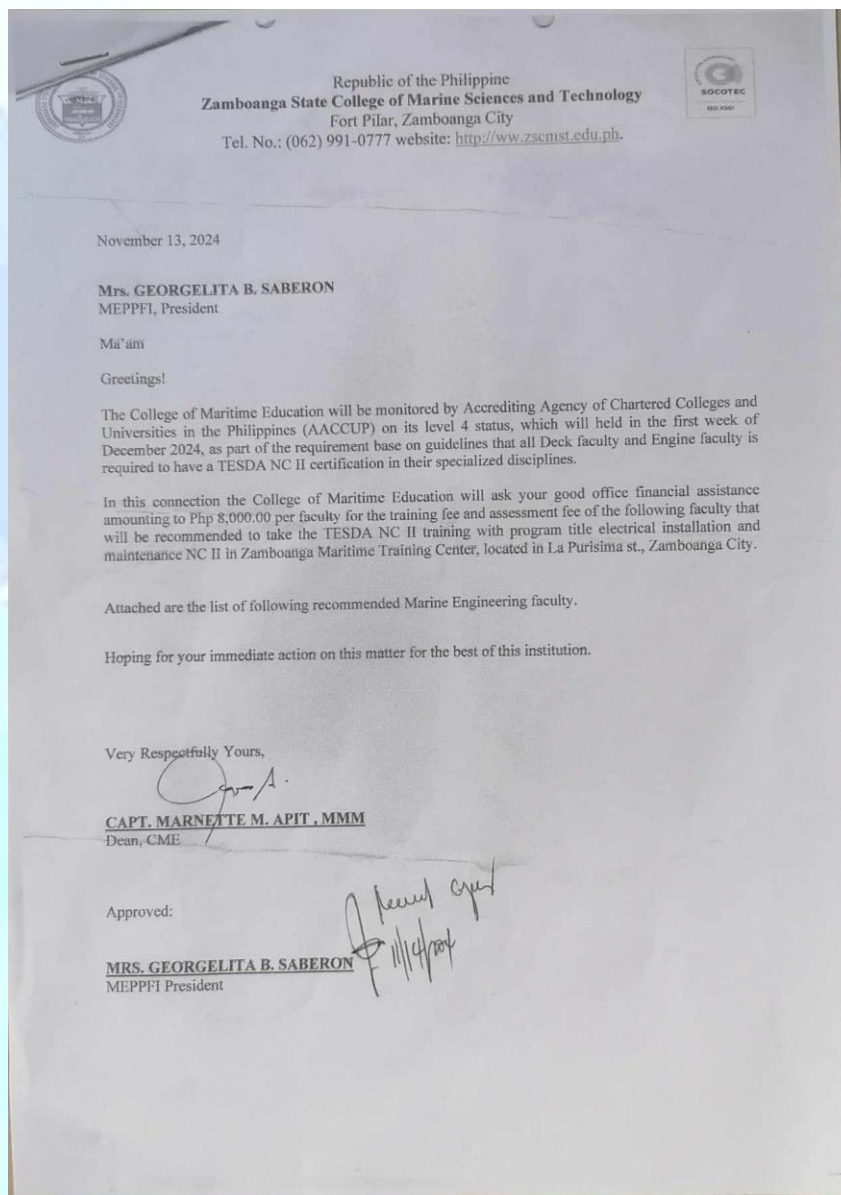 Republic of the Philippine
Zamboanga State College of Marine Sciences and Technology
Fort Pilar, Zamboanga City
Tel. No.: (062) 991-0777 website: http://ww.zscmst.edu.ph.
SOCOTEC
ISO 9001
November 13, 2024
Mrs. GEORGELITA B. SABERON
MEPPFI, President
Ma'am
Greetings!
The College of Maritime Education will be monitored by Accrediting Agency of Chartered Colleges and
Universities in the Philippines (AACCUP) on its level 4 status, which will held in the first week of
December 2024, as part of the requirement base on guidelines that all Deck faculty and Engine faculty is
required to have a TESDA NC II certification in their specialized disciplines.
In this connection the College of Maritime Education will ask your good office financial assistance
amounting to Php 8,000.00 per faculty for the training fee and assessment fee of the following faculty that
will be recommended to take the TESDA NC II training with program title electrical installation and
maintenance NC II in Zamboanga Maritime Training Center, located in La Purisima st., Zamboanga City.
Attached are the list of following recommended Marine Engineering faculty.
Hoping for your immediate action on this matter for the best of this institution.
Very Respectfully Yours,
CAPT. MARNETTE M. APIT , MMM
Dean, CME
Approved:
11/14/2024
MRS. GEORGELITA B. SABERON
MEPPFI President